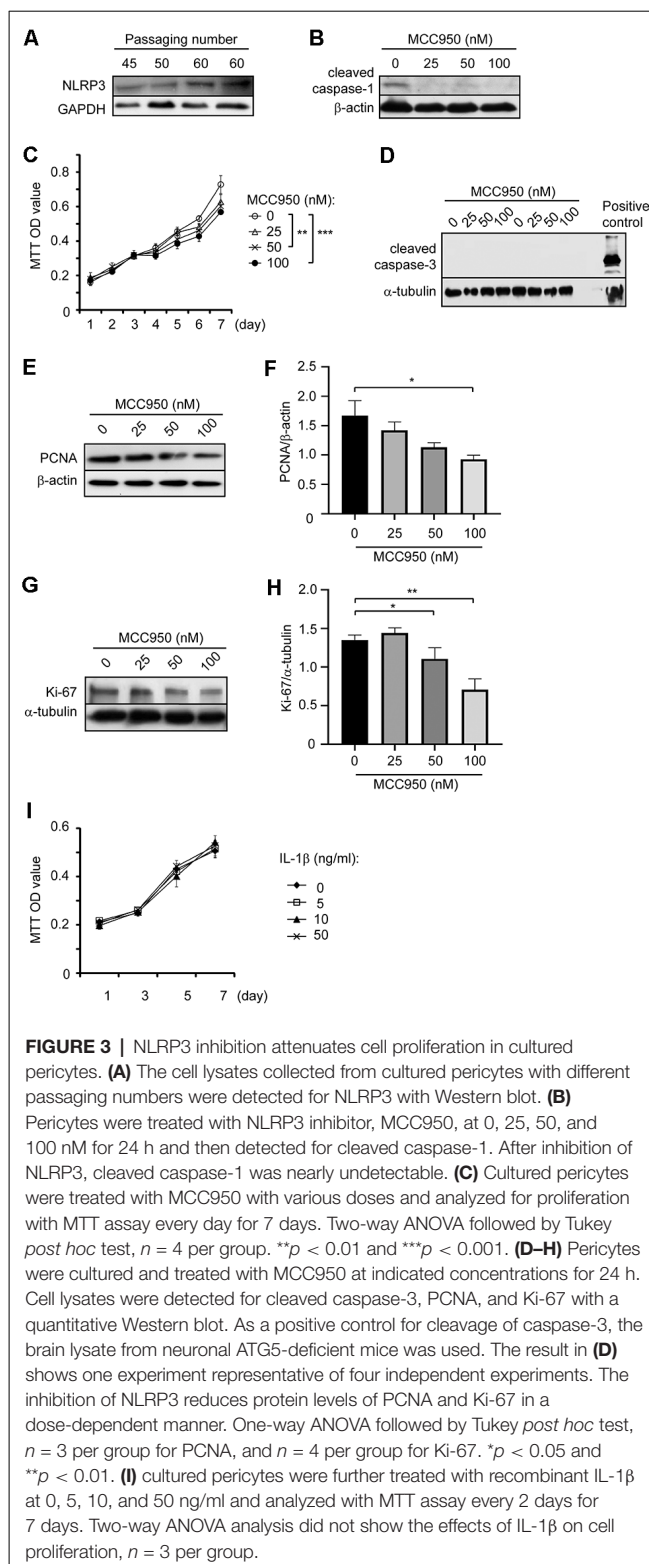 A
Passaging number
45 50 60 60
NLRP3
GAPDH
B
MCC950 (nM)
0 25 50 100
cleaved
caspase-1
β-actin
C
MTT OD value
0.8
0.6
0.4
0.2
0
1 2 3 4 5 6 7 (day)
MCC950 (nM):
0
25
50
100
** ***
D
MCC950 (nM)
0 25 50 100 0 25 50 100
Positive
control
cleaved
caspase-3
α-tubulin
E
MCC950 (nM)
0 25 50 100
PCNA
β-actin
F
PCNA/β-actin
2.5
2.0
1.5
1.0
0.5
0
*
0 25 50 100
MCC950 (nM)
G
MCC950 (nM)
0 25 50 100
Ki-67
α-tubulin
H
Ki-67/α-tubulin
2.0
1.5
1.0
0.5
0
**
*
0 25 50 100
MCC950 (nM)
I
MTT OD value
0.6
0.4
0.2
0
1 3 5 7 (day)
IL-1β (ng/ml):
0
5
10
50
FIGURE 3 | NLRP3 inhibition attenuates cell proliferation in cultured
pericytes. (A) The cell lysates collected from cultured pericytes with different
passaging numbers were detected for NLRP3 with Western blot. (B)
Pericytes were treated with NLRP3 inhibitor, MCC950, at 0, 25, 50, and
100 nM for 24 h and then detected for cleaved caspase-1. After inhibition of
NLRP3, cleaved caspase-1 was nearly undetectable. (C) Cultured pericytes
were treated with MCC950 with various doses and analyzed for proliferation
with MTT assay every day for 7 days. Two-way ANOVA followed by Tukey
post hoc test, n = 4 per group. **p < 0.01 and ***p < 0.001. (D–H) Pericytes
were cultured and treated with MCC950 at indicated concentrations for 24 h.
Cell lysates were detected for cleaved caspase-3, PCNA, and Ki-67 with a
quantitative Western blot. As a positive control for cleavage of caspase-3, the
brain lysate from neuronal ATG5-deficient mice was used. The result in (D)
shows one experiment representative of four independent experiments. The
inhibition of NLRP3 reduces protein levels of PCNA and Ki-67 in a
dose-dependent manner. One-way ANOVA followed by Tukey post hoc test,
n = 3 per group for PCNA, and n = 4 per group for Ki-67. *p < 0.05 and
**p < 0.01. (I) cultured pericytes were further treated with recombinant IL-1β
at 0, 5, 10, and 50 ng/ml and analyzed with MTT assay every 2 days for
7 days. Two-way ANOVA analysis did not show the effects of IL-1β on cell
proliferation, n = 3 per group.